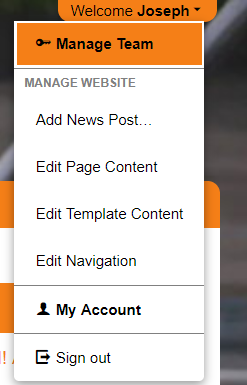 Welcome Joseph
Manage Team
MANAGE WEBSITE
Add News Post...
Edit Page Content
Edit Template Content
Edit Navigation
My Account
Sign out